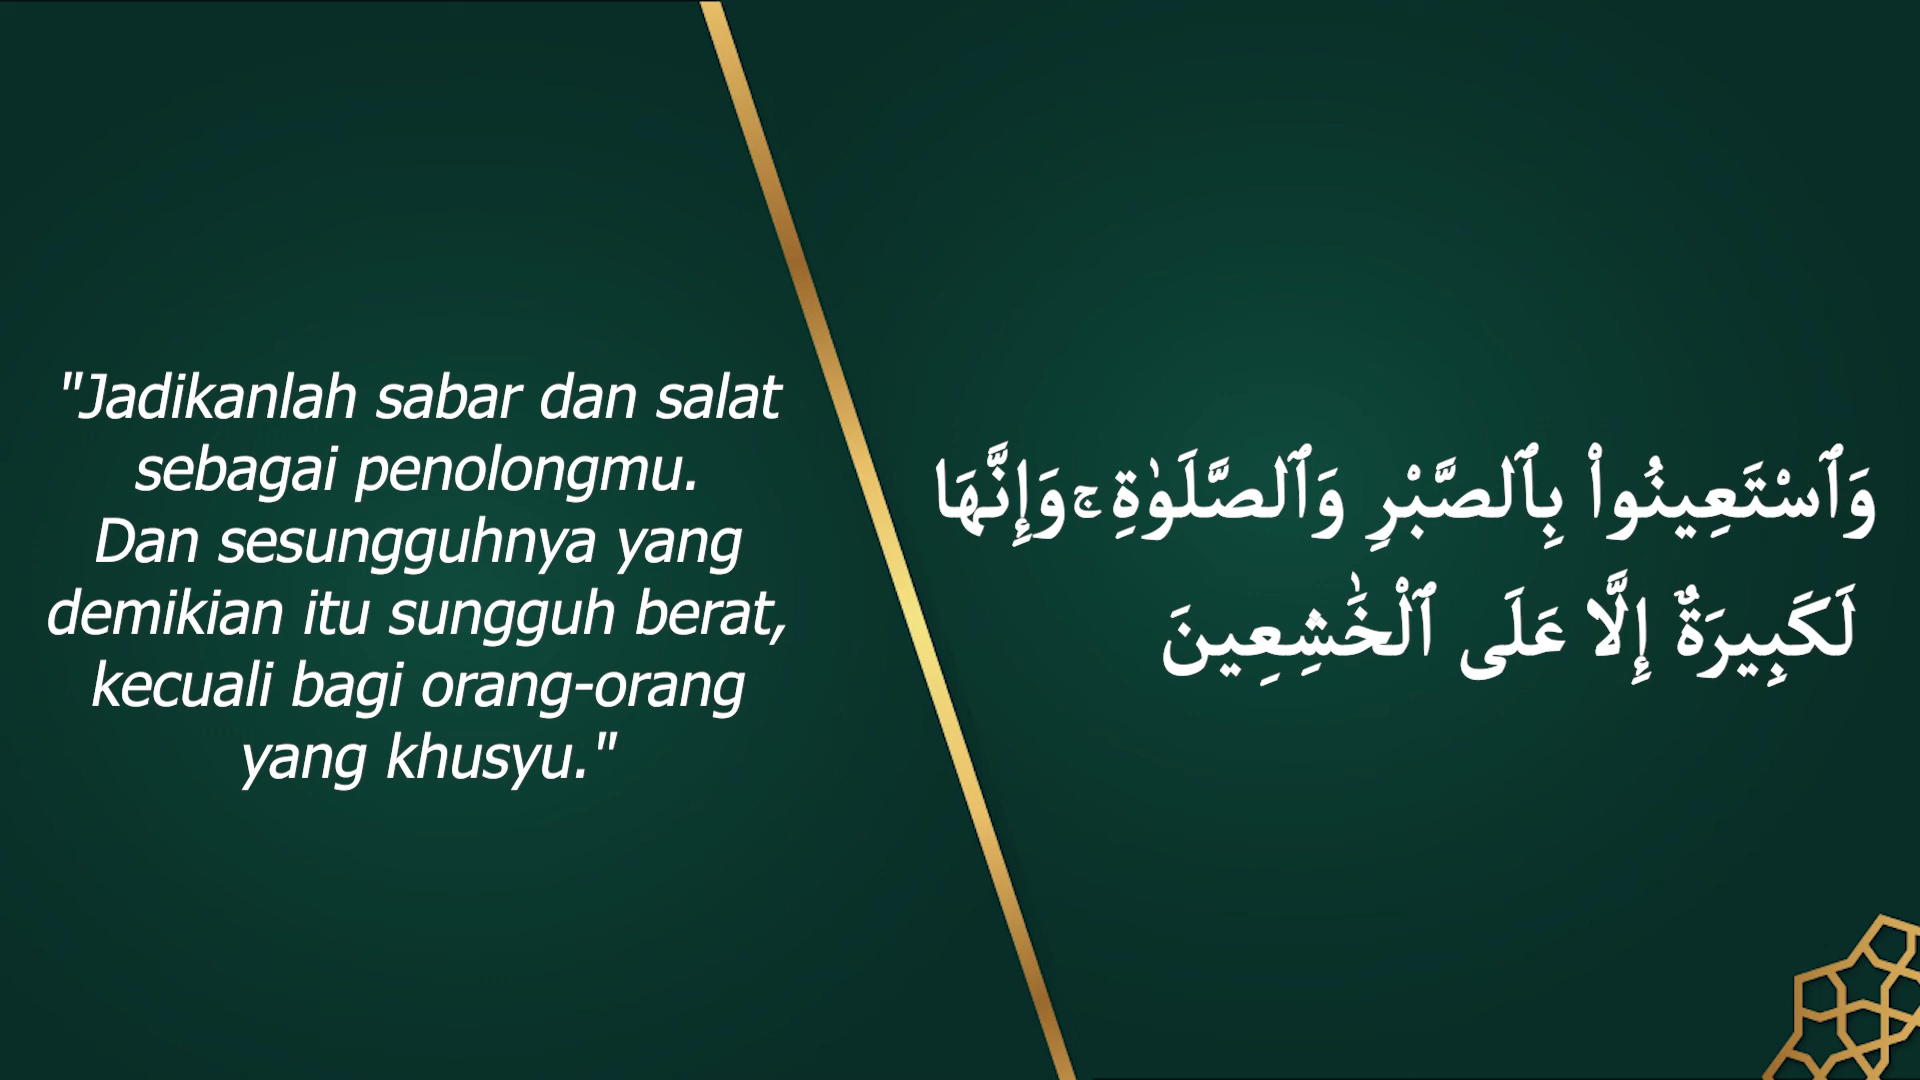 "Jadikanlah sabar dan salat
sebagai penolongmu.
Dan sesungguhnya yang
demikian itu sungguh berat,
kecuali bagi orang-orang
yang khusyu."
وَٱسْتَعِينُوا۟ بِٱلصَّبْرِ وَٱلصَّلَوٰةِ ۚ وَإِنَّهَا
لَكَبِيرَةٌ إِلَّا عَلَى ٱلْخَٰشِعِينَ